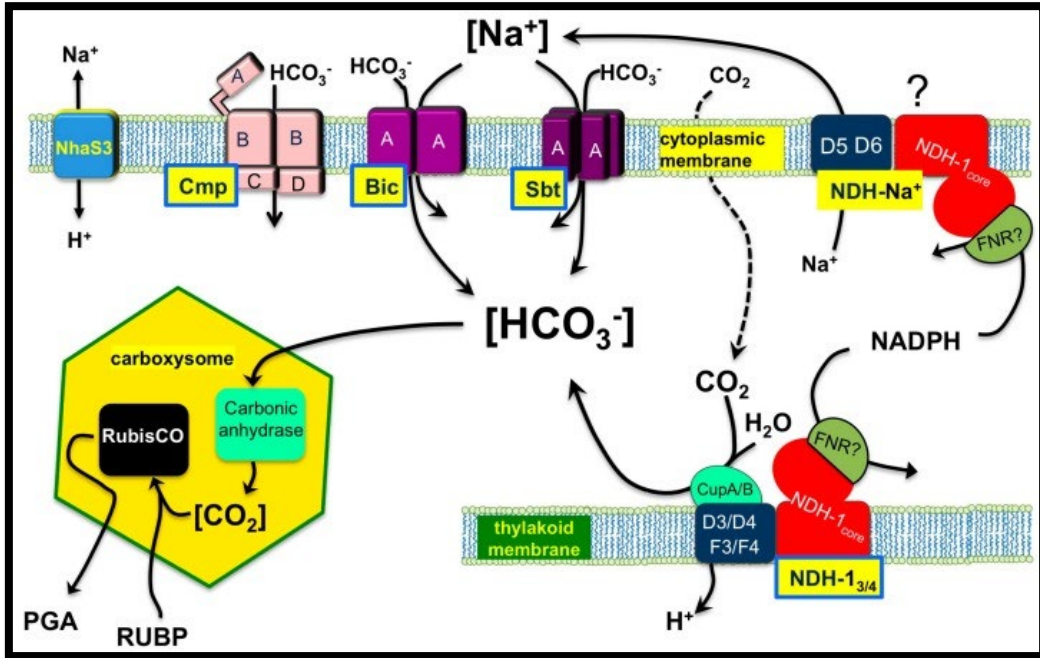 [Na⁺]
Na⁺
A
HCO₃⁻
HCO₃⁻
HCO₃⁻
CO₂
?
NhaS3
B
B
A
A
A
A
cytoplasmic
membrane
D5 D6
NDH-1core
Cmp
C
D
Bic
Sbt
NDH-Na⁺
H⁺
Na⁺
FNR?
[HCO₃⁻]
NADPH
carboxysome
CO₂
Carbonic
anhydrase
RubisCO
H₂O
FNR?
CupA/B
NDH-1core
[CO₂]
thylakoid
membrane
D3/D4
F3/F4
NDH-1₃/₄
PGA
RUBP
H⁺